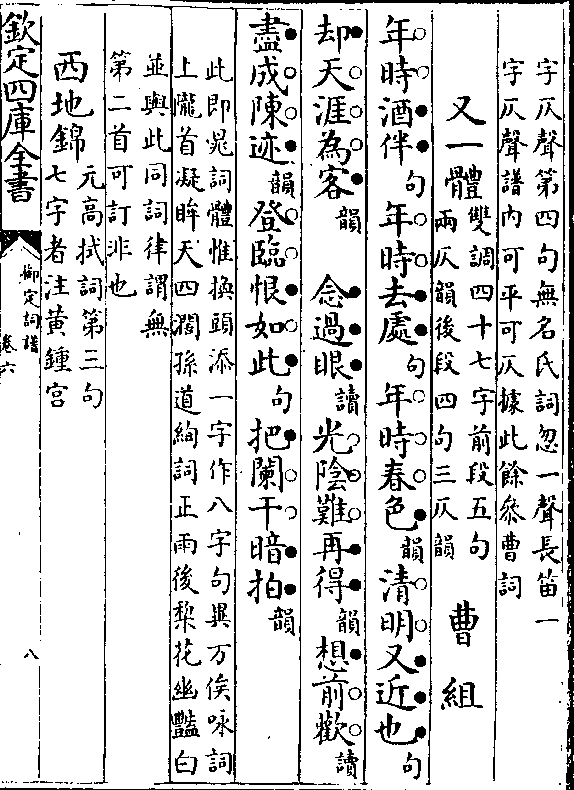 字仄聲第四句無名氏詞忽一聲長笛一
字仄聲譜内可平可仄據此餘叅曹詞
又一體 雙調四十七字前段五句
兩仄韻後段四句三仄韻 曹組
年時酒伴句年時去處句年時春色韻清明又近也句
却天涯為客韻 念過眼讀光陰難再得韻想前歡讀
盡成陳迹韻登臨恨如此句把闌干暗拍韻
此即晁詞體惟換頭添一字作八字句與万俟咏詞
上隴首凝眸天四濶孫道絢詞正雨後梨花幽豔白
並與此同詞律謂無
第二首可訂非也
西地錦 元高拭詞第三句
七字者注黄鍾宫
欽定四庫全書
御定詞譜
卷六
八